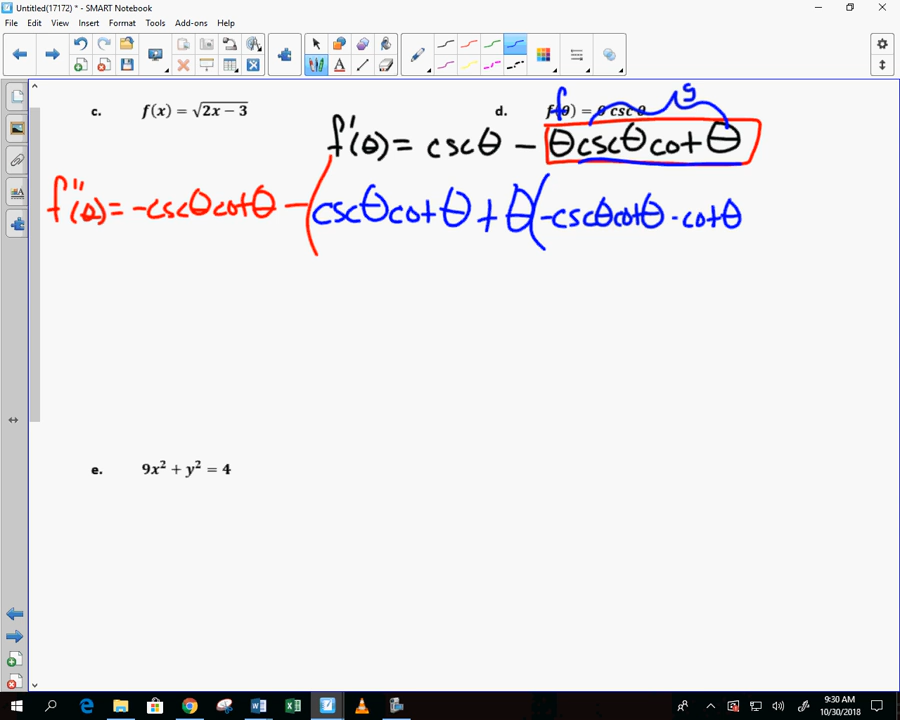 Untitled(17172) * - SMART Notebook
File Edit View Insert Format Tools Add-ons Help
c. f(x) = √(2x − 3)
d. f(θ) = θ csc θ
f g
f'(θ) = cscθ − θcscθcotθ
f''(θ) = -cscθcotθ − (cscθcotθ + θ(-cscθcotθ · cotθ
e. 9x² + y² = 4
9:30 AM
10/30/2018